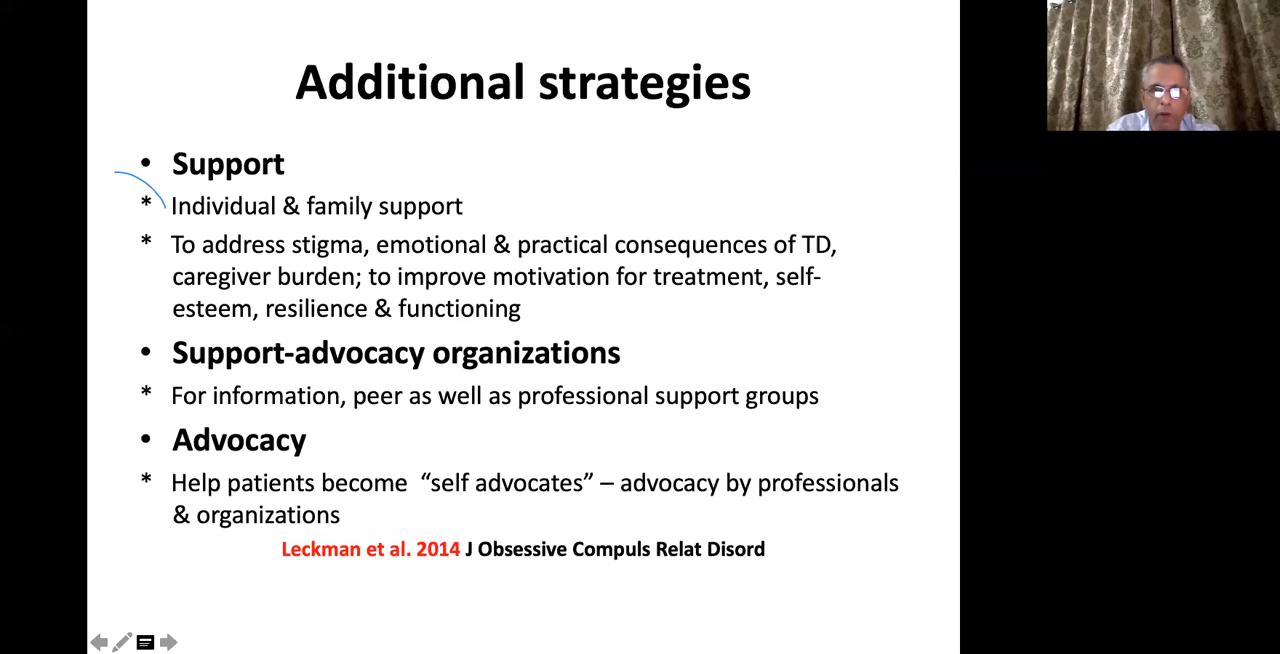 Additional strategies
• Support
* Individual & family support
* To address stigma, emotional & practical consequences of TD,
caregiver burden; to improve motivation for treatment, self-
esteem, resilience & functioning
• Support-advocacy organizations
* For information, peer as well as professional support groups
• Advocacy
* Help patients become “self advocates” – advocacy by professionals
& organizations
Leckman et al. 2014 J Obsessive Compuls Relat Disord